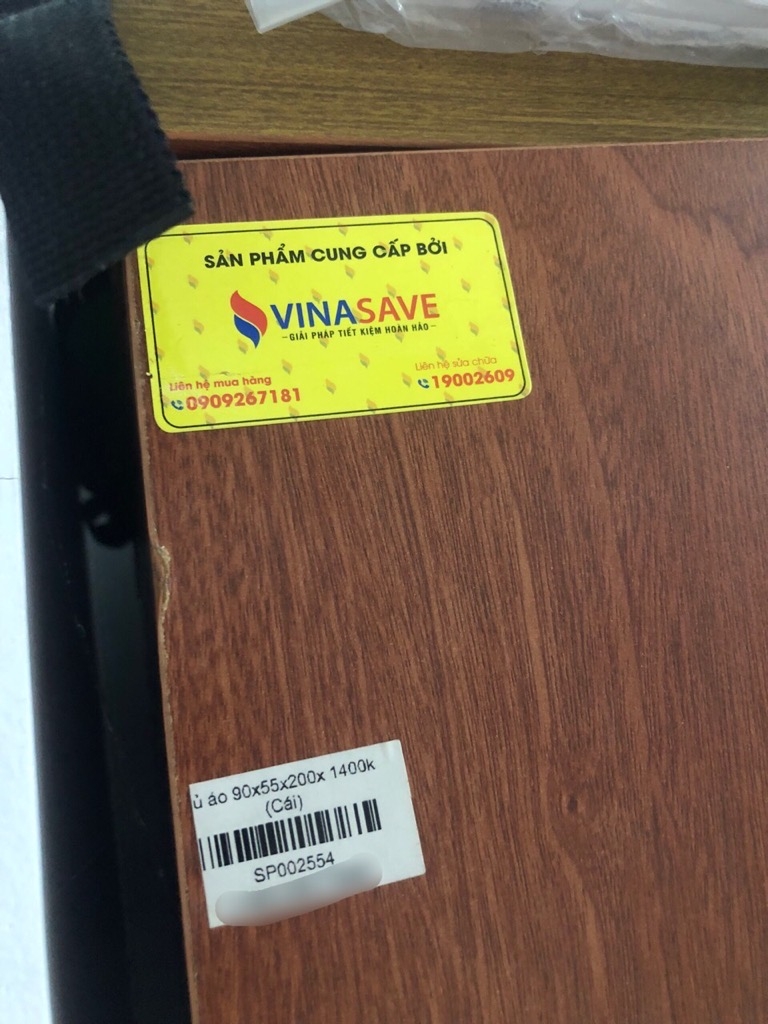 SẢN PHẨM CUNG CẤP BỞI
VINASAVE
-GIẢI PHÁP TIẾT KIỆM HOÀN HẢO-
Liên hệ mua hàng
0909267181
Liên hệ sửa chữa
19002609
ủ áo 90x55x200x 1400k
(Cái)
SP002554